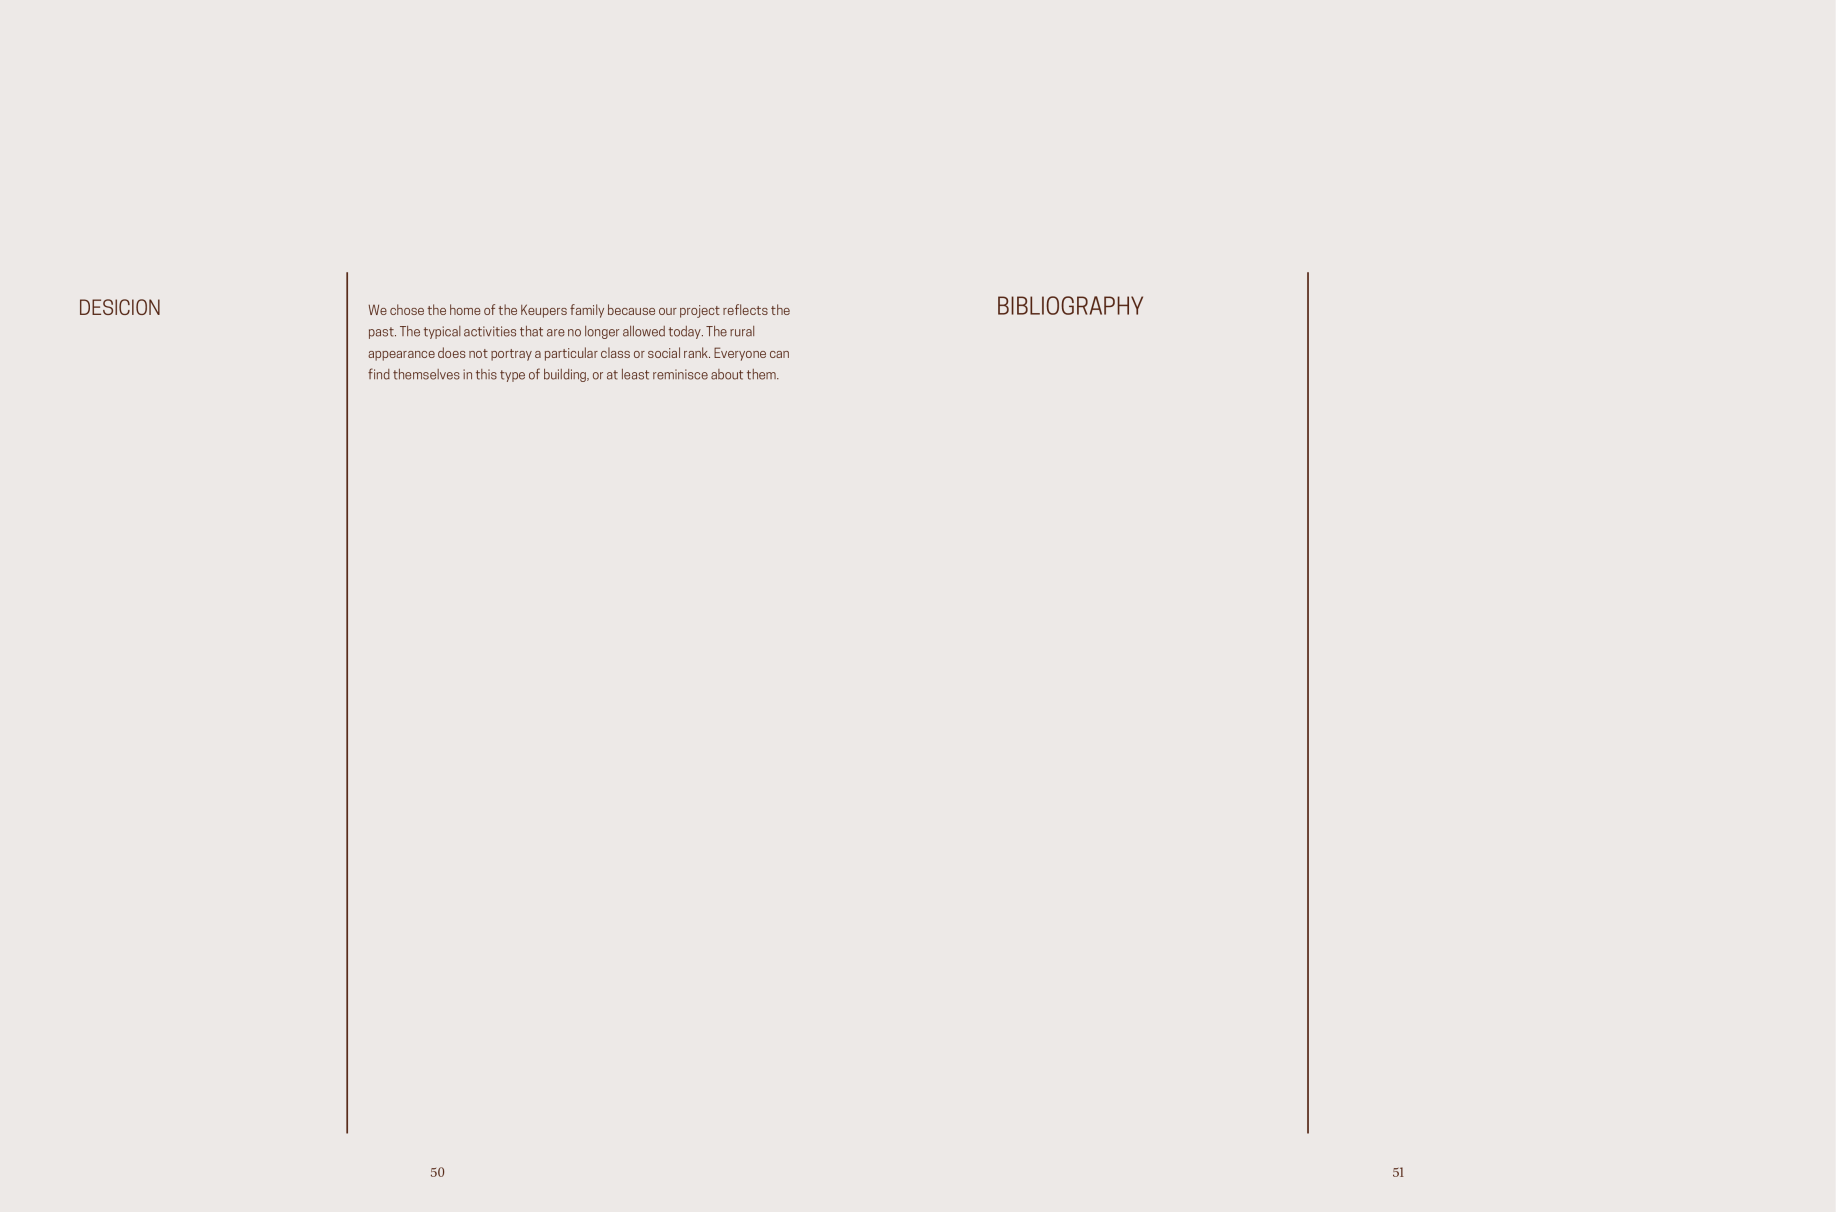 DESICION
We chose the home of the Keupers family because our project reflects the
past. The typical activities that are no longer allowed today. The rural
appearance does not portray a particular class or social rank. Everyone can
find themselves in this type of building, or at least reminisce about them.
50
BIBLIOGRAPHY
51